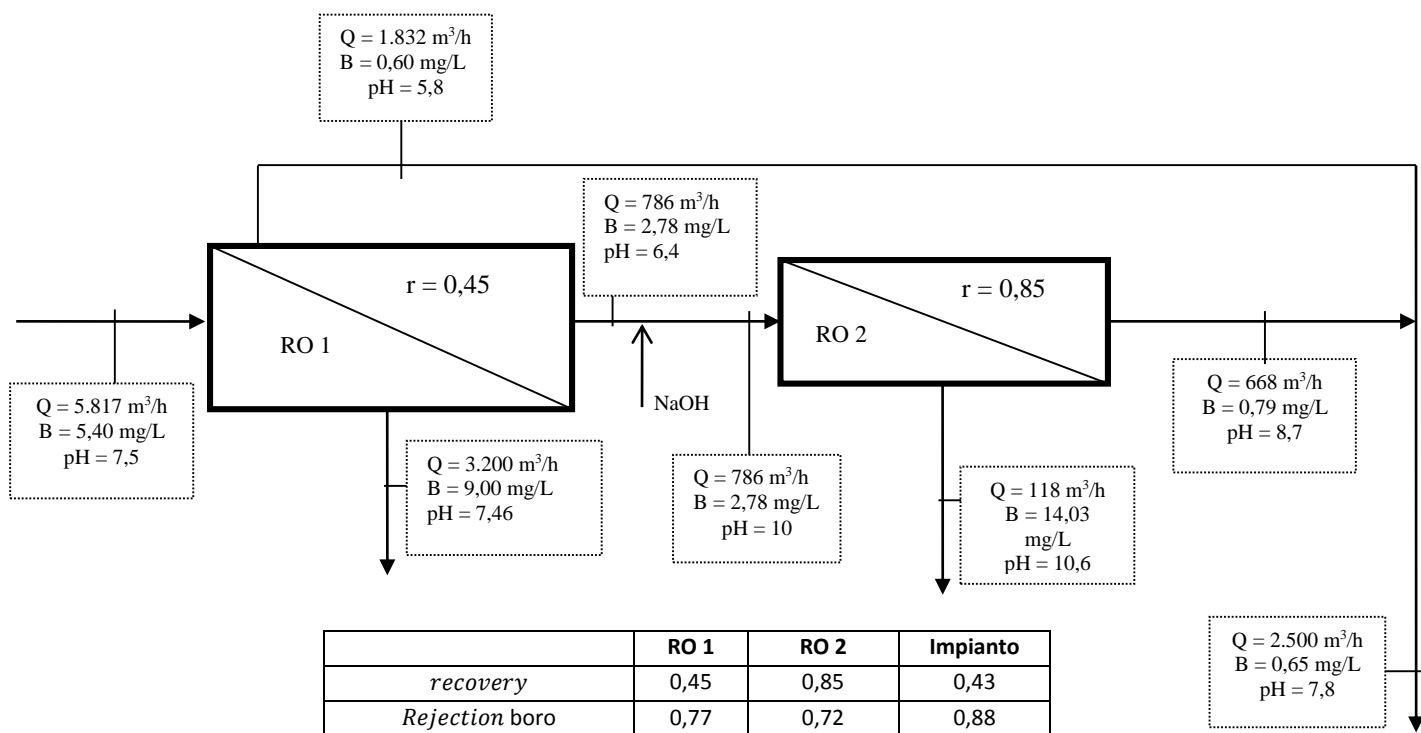 Q = 1.832 m³/h
B = 0,60 mg/L
pH = 5,8
Q = 786 m³/h
B = 2,78 mg/L
pH = 6,4
r = 0,45
RO 1
r = 0,85
RO 2
NaOH
Q = 5.817 m³/h
B = 5,40 mg/L
pH = 7,5
Q = 3.200 m³/h
B = 9,00 mg/L
pH = 7,46
Q = 786 m³/h
B = 2,78 mg/L
pH = 10
Q = 118 m³/h
B = 14,03
mg/L
pH = 10,6
Q = 668 m³/h
B = 0,79 mg/L
pH = 8,7
Q = 2.500 m³/h
B = 0,65 mg/L
pH = 7,8
RO 1 RO 2 Impianto
recovery 0,45 0,85 0,43
Rejection boro 0,77 0,72 0,88